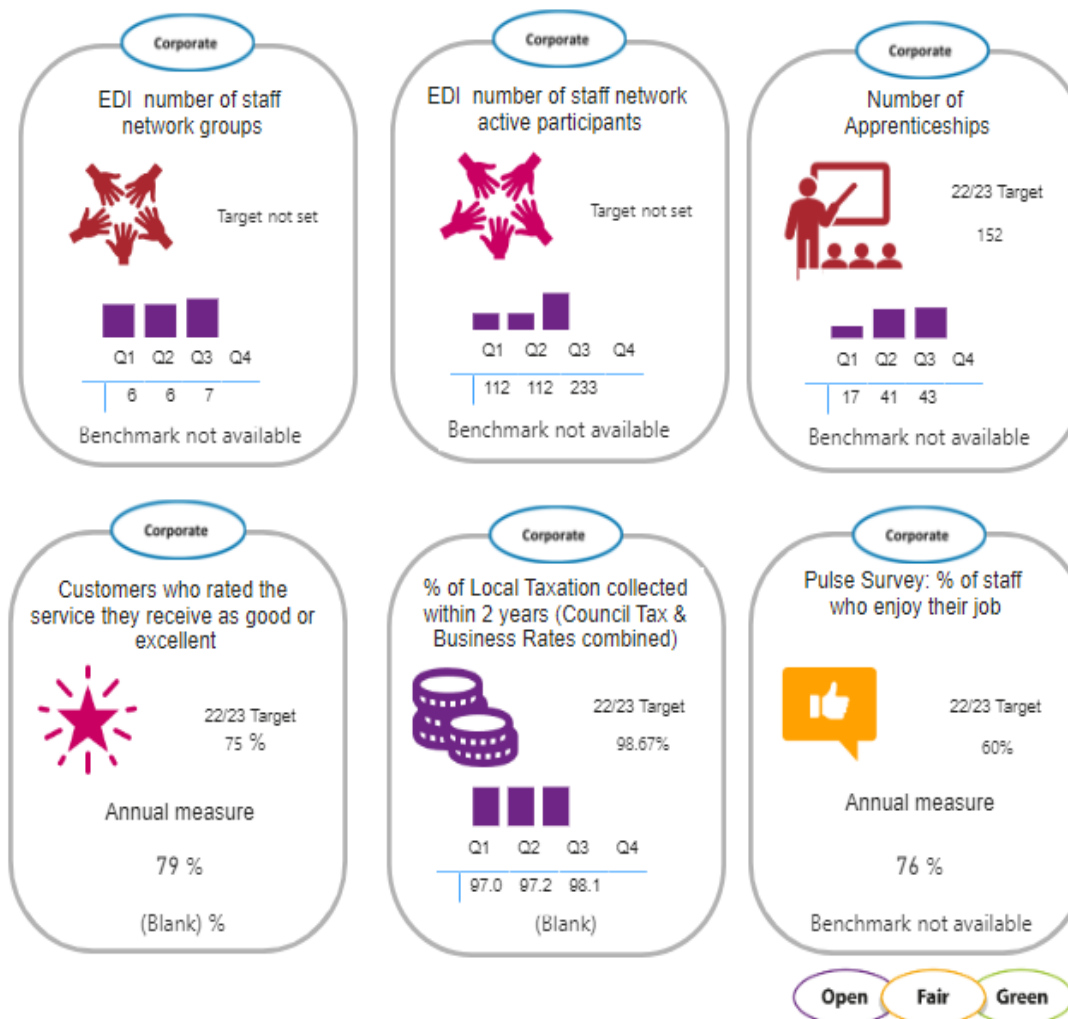 Corporate
EDI number of staff
network groups
Target not set
Q1 Q2 Q3 Q4
6 6 7
Benchmark not available
Corporate
EDI number of staff network
active participants
Target not set
Q1 Q2 Q3 Q4
112 112 233
Benchmark not available
Corporate
Number of
Apprenticeships
22/23 Target
152
Q1 Q2 Q3 Q4
17 41 43
Benchmark not available
Corporate
Customers who rated the
service they receive as good or
excellent
22/23 Target
75 %
Annual measure
79 %
(Blank) %
Corporate
% of Local Taxation collected
within 2 years (Council Tax &
Business Rates combined)
22/23 Target
98.67%
Q1 Q2 Q3 Q4
97.0 97.2 98.1
(Blank)
Corporate
Pulse Survey: % of staff
who enjoy their job
22/23 Target
60%
Annual measure
76 %
Benchmark not available
Open Fair Green